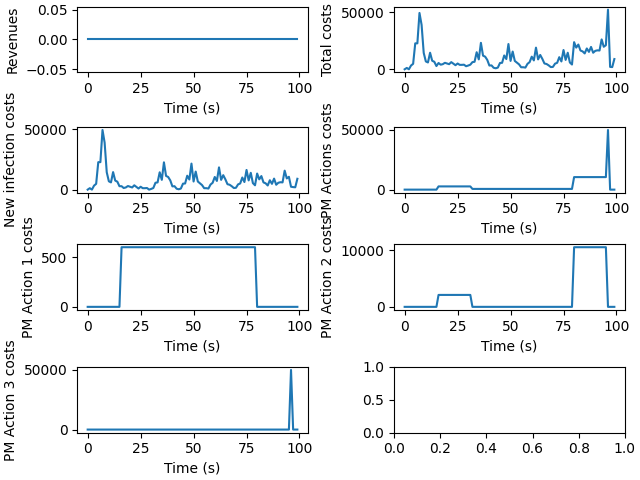 Revenues
0.05
0.00
−0.05
0 25 50 75 100
Time (s)
Total costs
50000
0
0 25 50 75 100
Time (s)
New infection costs
50000
0
0 25 50 75 100
Time (s)
PM Actions costs
50000
0
0 25 50 75 100
Time (s)
PM Action 1 costs
500
0
0 25 50 75 100
Time (s)
PM Action 2 costs
10000
0
0 25 50 75 100
Time (s)
PM Action 3 costs
50000
0
0 25 50 75 100
Time (s)
1.0
0.5
0.0
0.0 0.2 0.4 0.6 0.8 1.0